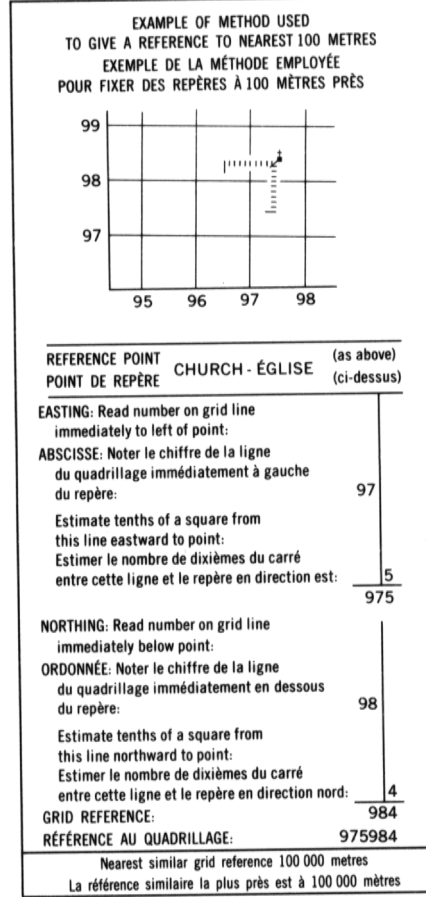 EXAMPLE OF METHOD USED
TO GIVE A REFERENCE TO NEAREST 100 METRES
EXEMPLE DE LA MÉTHODE EMPLOYÉE
POUR FIXER DES REPÈRES À 100 MÈTRES PRÈS
99
98
97
95 96 97 98
REFERENCE POINT CHURCH - ÉGLISE (as above)
POINT DE REPÈRE (ci-dessus)
EASTING: Read number on grid line
immediately to left of point:
ABSCISSE: Noter le chiffre de la ligne
du quadrillage immédiatement à gauche
du repère: 97
Estimate tenths of a square from
this line eastward to point:
Estimer le nombre de dixièmes du carré
entre cette ligne et le repère en direction est: 5
975
NORTHING: Read number on grid line
immediately below point:
ORDONNÉE: Noter le chiffre de la ligne
du quadrillage immédiatement en dessous
du repère: 98
Estimate tenths of a square from
this line northward to point:
Estimer le nombre de dixièmes du carré
entre cette ligne et le repère en direction nord: 4
GRID REFERENCE: 984
RÉFÉRENCE AU QUADRILLAGE: 975984
Nearest similar grid reference 100 000 metres
La référence similaire la plus près est à 100 000 mètres